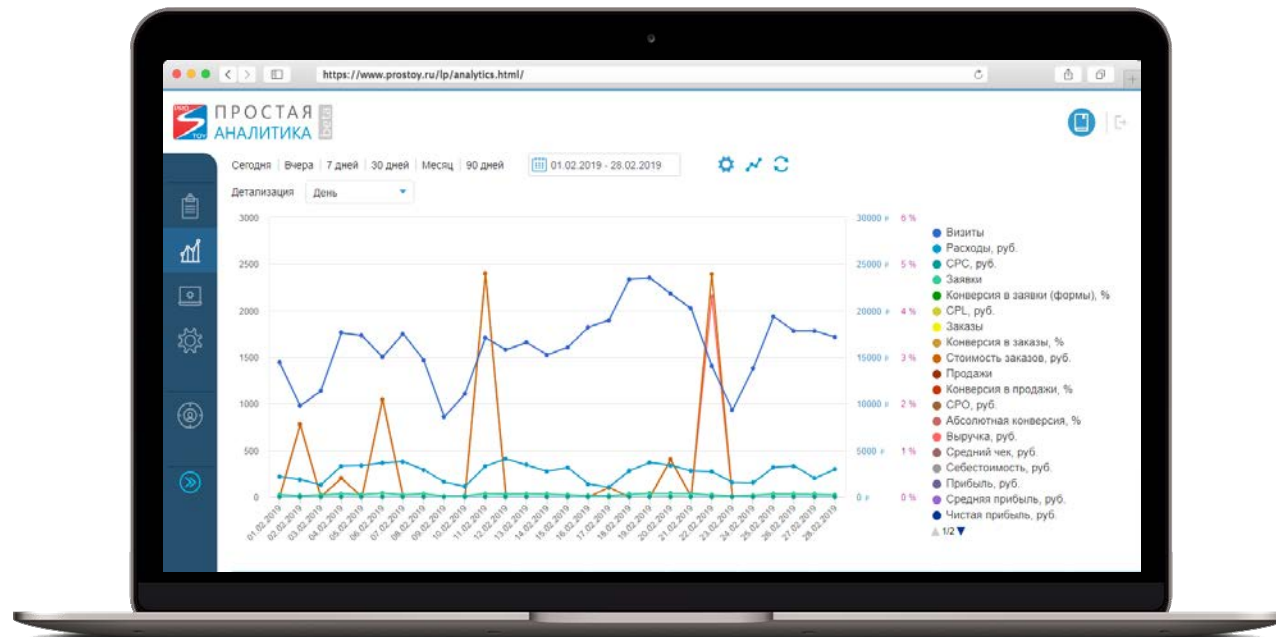 https://www.prostoy.ru/lp/analytics.html/
PRO
S
TOY
ПРОСТАЯ
АНАЛИТИКА
beta
Сегодня Вчера 7 дней 30 дней Месяц 90 дней 01.02.2019 - 28.02.2019
Детализация День
3000 30000 ₽ 6 %
2500 25000 ₽ 5 %
2000 20000 ₽ 4 %
1500 15000 ₽ 3 %
1000 10000 ₽ 2 %
500 5000 ₽ 1 %
0 0 ₽ 0 %
01.02.2019 02.02.2019 03.02.2019 04.02.2019 05.02.2019 06.02.2019 07.02.2019 08.02.2019 09.02.2019 10.02.2019 11.02.2019 12.02.2019 13.02.2019 14.02.2019 15.02.2019 16.02.2019 17.02.2019 18.02.2019 19.02.2019 20.02.2019 21.02.2019 22.02.2019 23.02.2019 24.02.2019 25.02.2019 26.02.2019 27.02.2019 28.02.2019
Визиты
Расходы, руб.
CPC, руб.
Заявки
Конверсия в заявки (формы), %
CPL, руб.
Заказы
Конверсия в заказы, %
Стоимость заказов, руб.
Продажи
Конверсия в продажи, %
CPO, руб.
Абсолютная конверсия, %
Выручка, руб.
Средний чек, руб.
Себестоимость, руб.
Прибыль, руб.
Средняя прибыль, руб.
Чистая прибыль, руб.
1/2